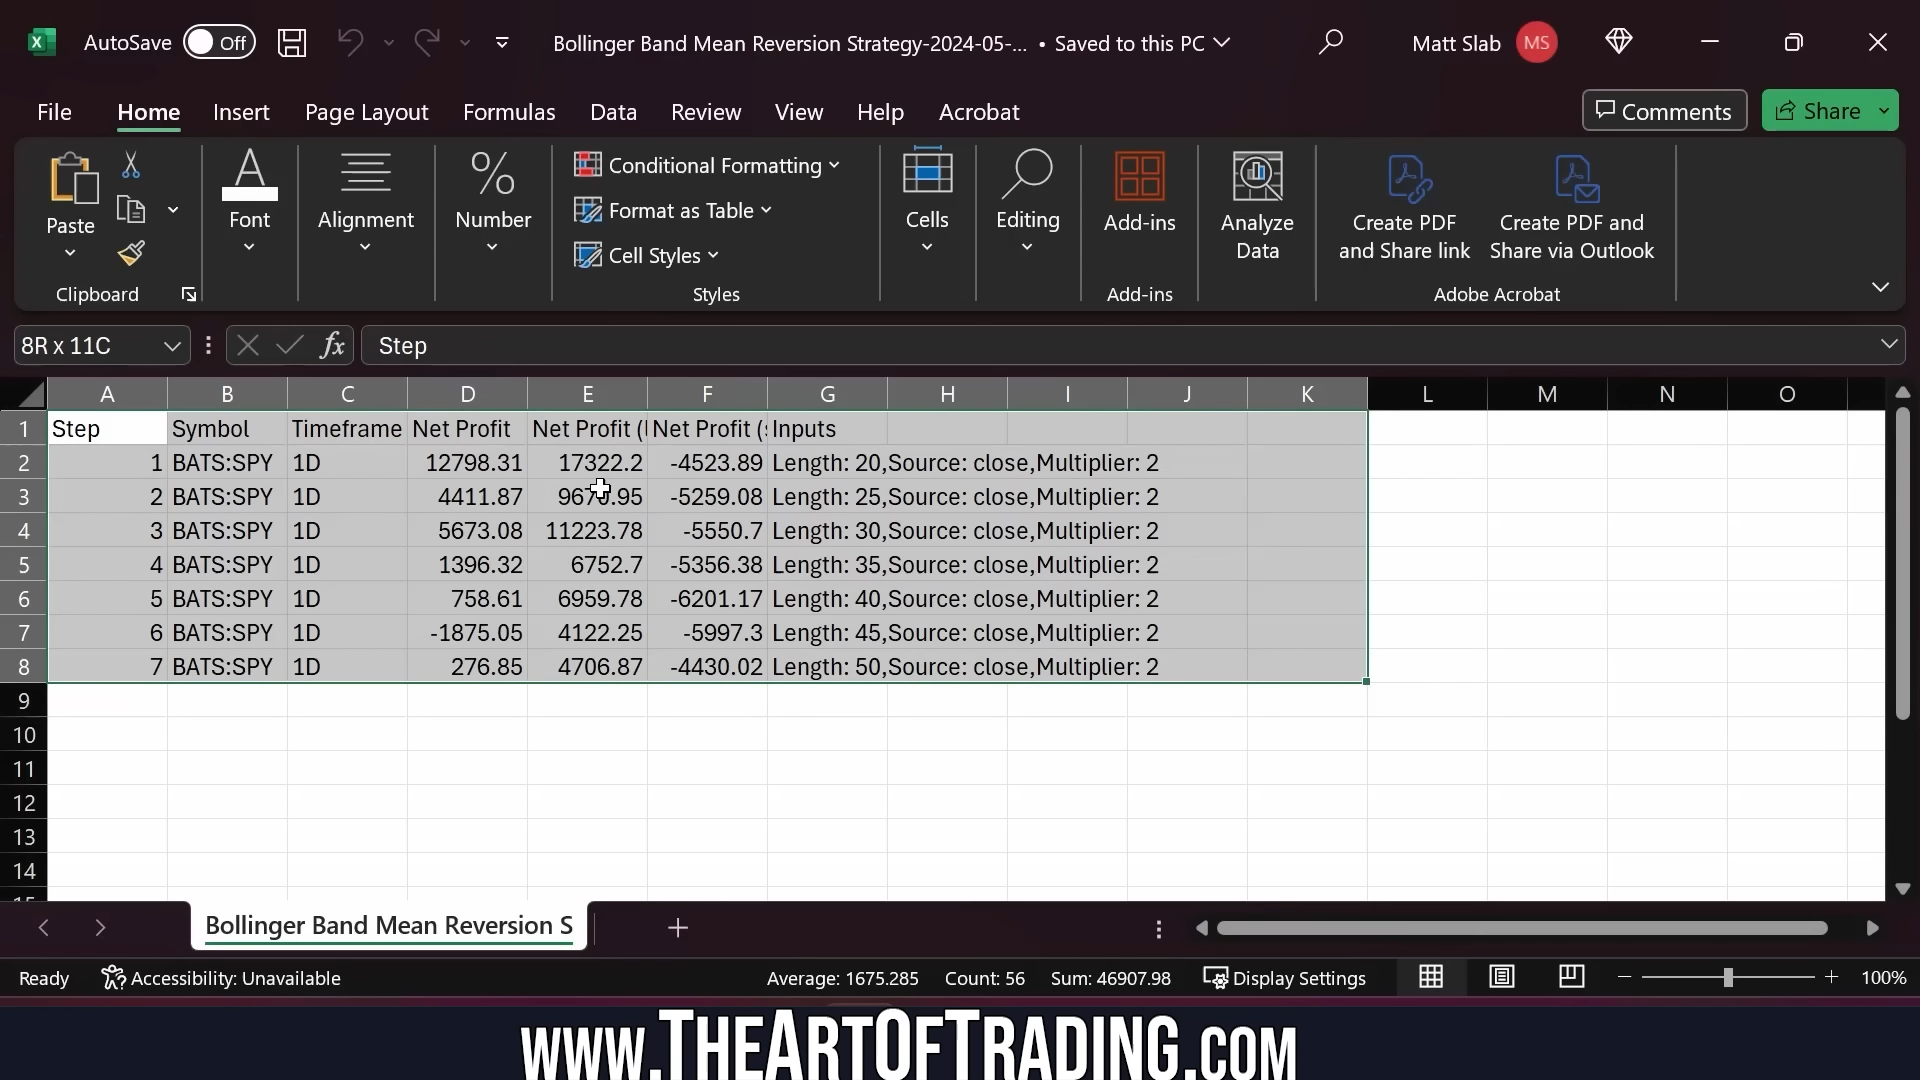 AutoSave Off Bollinger Band Mean Reversion Strategy-2024-05-... • Saved to this PC Matt Slab MS
File Home Insert Page Layout Formulas Data Review View Help Acrobat Comments Share
Paste Font Alignment Number Conditional Formatting Format as Table Cell Styles Cells Editing Add-ins Analyze Data Create PDF and Share link Create PDF and Share via Outlook
Clipboard Styles Add-ins Adobe Acrobat
8R x 11C fx Step
A B C D E F G H I J K L M N O
1 Step Symbol Timeframe Net Profit Net Profit ( Net Profit ( Inputs
2 1 BATS:SPY 1D 12798.31 17322.2 -4523.89 Length: 20,Source: close,Multiplier: 2
3 2 BATS:SPY 1D 4411.87 9670.95 -5259.08 Length: 25,Source: close,Multiplier: 2
4 3 BATS:SPY 1D 5673.08 11223.78 -5550.7 Length: 30,Source: close,Multiplier: 2
5 4 BATS:SPY 1D 1396.32 6752.7 -5356.38 Length: 35,Source: close,Multiplier: 2
6 5 BATS:SPY 1D 758.61 6959.78 -6201.17 Length: 40,Source: close,Multiplier: 2
7 6 BATS:SPY 1D -1875.05 4122.25 -5997.3 Length: 45,Source: close,Multiplier: 2
8 7 BATS:SPY 1D 276.85 4706.87 -4430.02 Length: 50,Source: close,Multiplier: 2
9
10
11
12
13
14
Bollinger Band Mean Reversion S
Ready Accessibility: Unavailable Average: 1675.285 Count: 56 Sum: 46907.98 Display Settings 100%
www.TheArtOfTrading.com